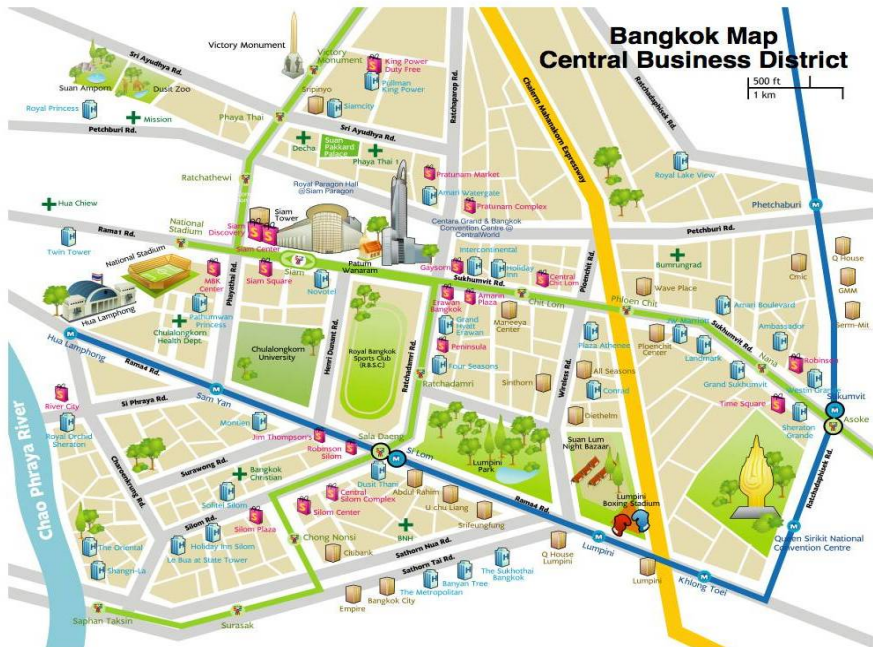 Bangkok Map
Central Business District
500 ft
1 km
Victory Monument
Victory
Monument
King Power
Duty Free
Pullman
King Power
Sripinyo
Siamcity
Sri Ayudhya Rd.
Suan Amporn
Dusit Zoo
Royal Princess
Mission
Petchburi Rd.
Phaya Thai
Sri Ayudhya Rd.
Ratchaparop Rd.
Chalerm Mahanakorn Expressway
Ratchadaphisek Rd.
Decha
Suan
Pakkard
Palace
Phaya Thai 1
Pratunam Market
Amari Watergate
Pratunam Complex
Royal Lake View
Ratchathewi
Royal Paragon Hall
@Siam Paragon
Hua Chiew
Phetchaburi
National
Stadium
Siam
Discovery
Siam
Tower
Siam Center
Centara Grand & Bangkok
Convention Centre @
CentralWorld
Petchburi Rd.
Rama1 Rd.
Twin Tower
National Stadium
MBK
Center
Siam Square
Siam
Novotel
Patum
Wanaram
Gaysorn
Intercontinental
Holiday
Inn
Central
Chit Lom
Sukhumvit Rd.
Ploenchit Rd.
Bumrungrad
Wave Place
Q House
Cmic
GMM
Hua Lamphong
Phayathai Rd.
Pathumwan
Princess
Erawan
Bangkok
Amarin
Plaza
Chit Lom
Phloen Chit
JW Marriott
Amari Boulevard
Chulalongkorn
Health Dept.
Grand
Hyatt
Erawan
Maneeya
Center
Plaza Athenee
Ploenchit
Center
Sukhumvit Rd.
Ambassador
Landmark
Hua Lamphong
Rama4 Rd.
Chulalongkorn
University
Henri Dunant Rd.
Royal Bangkok
Sports Club
(R.B.S.C.)
Ratchadamri Rd.
Peninsula
Four Seasons
Ratchadamri
Sinthorn
Wireless Rd.
All Seasons
Conrad
Nana
Robinson
Grand Sukhumvit
Westin Grande
Sukumvit
River City
Si Phraya Rd.
Sam Yan
Diethelm
Time Square
Asoke
Royal Orchid
Sheraton
Montien
Jim Thompson's
Robinson
Silom
Sala Daeng
Si Lom
Suan Lum
Night Bazaar
Sheraton
Grande
Chao Phraya River
Charoenkrung Rd.
Surawong Rd.
Bangkok
Christian
Lumpini
Park
Dusit Thani
Abdul Rahim
U chu Liang
Rama4 Rd.
Ratchadaphisek Rd.
Sofitel Silom
Silom Rd.
Central
Silom Complex
Silom Center
Silom Plaza
Srifeungfung
Lumpini
Boxing Stadium
The Oriental
Holiday Inn Silom
Le Bua at State Tower
Chong Nonsi
BNH
Citibank
Sathorn Nua Rd.
Sathorn Tai Rd.
Lumpini
Queen Sirikit National
Convention Centre
Shangri-La
The Sukhothai
Bangkok
Banyan Tree
The Metropolitan
Q House
Lumpini
Lumpini
Khlong Toei
Bangkok City
Empire
Saphan Taksin
Surasak